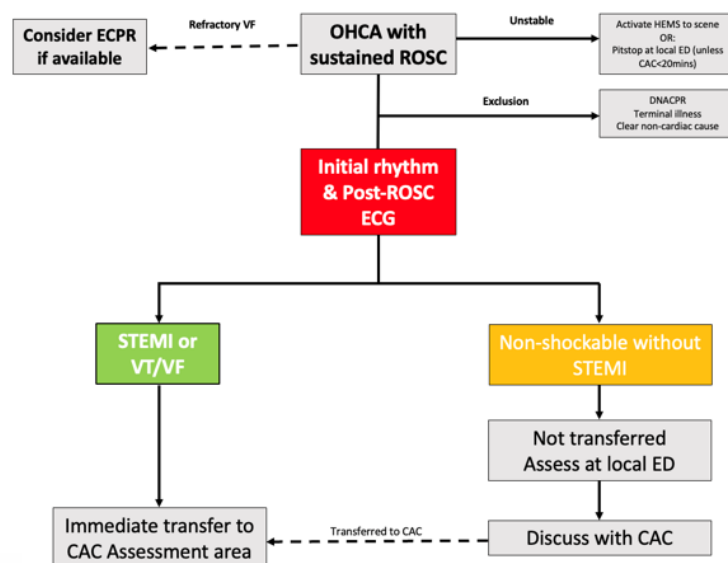 Consider ECPR
if available
Refractory VF
OHCA with
sustained ROSC
Unstable
Activate HEMS to scene
OR:
Pitstop at local ED (unless
CAC<20mins)
Exclusion
DNACPR
Terminal illness
Clear non-cardiac cause
Initial rhythm
& Post-ROSC
ECG
STEMI or
VT/VF
Non-shockable without
STEMI
Not transferred
Assess at local ED
Immediate transfer to
CAC Assessment area
Transferred to CAC
Discuss with CAC